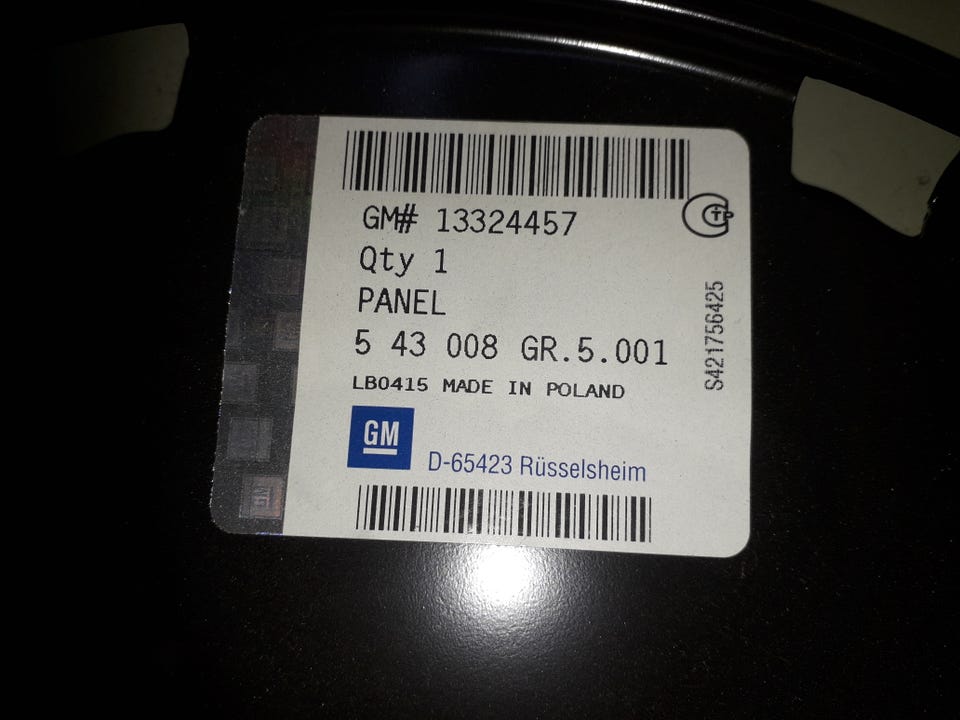 GM# 13324457
Qty 1
PANEL
5 43 008 GR.5.001
LB0415 MADE IN POLAND
GM
D-65423 Rüsselsheim
S421756425
GM